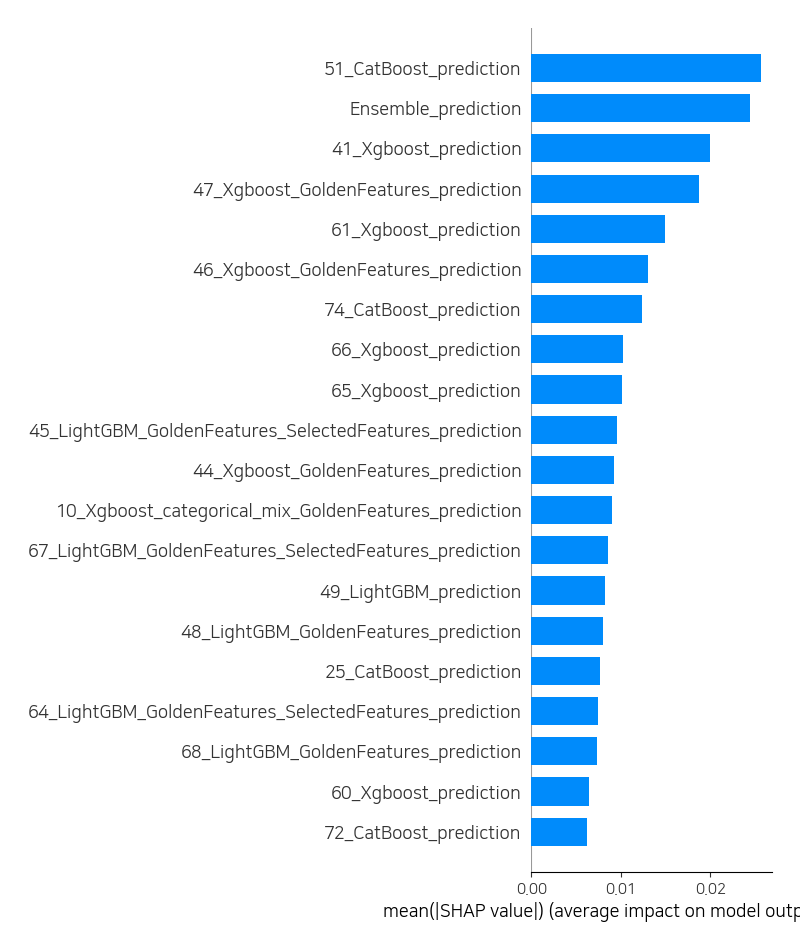 51_CatBoost_prediction
Ensemble_prediction
41_Xgboost_prediction
47_Xgboost_GoldenFeatures_prediction
61_Xgboost_prediction
46_Xgboost_GoldenFeatures_prediction
74_CatBoost_prediction
66_Xgboost_prediction
65_Xgboost_prediction
45_LightGBM_GoldenFeatures_SelectedFeatures_prediction
44_Xgboost_GoldenFeatures_prediction
10_Xgboost_categorical_mix_GoldenFeatures_prediction
67_LightGBM_GoldenFeatures_SelectedFeatures_prediction
49_LightGBM_prediction
48_LightGBM_GoldenFeatures_prediction
25_CatBoost_prediction
64_LightGBM_GoldenFeatures_SelectedFeatures_prediction
68_LightGBM_GoldenFeatures_prediction
60_Xgboost_prediction
72_CatBoost_prediction
0.00 0.01 0.02
mean(|SHAP value|) (average impact on model outp